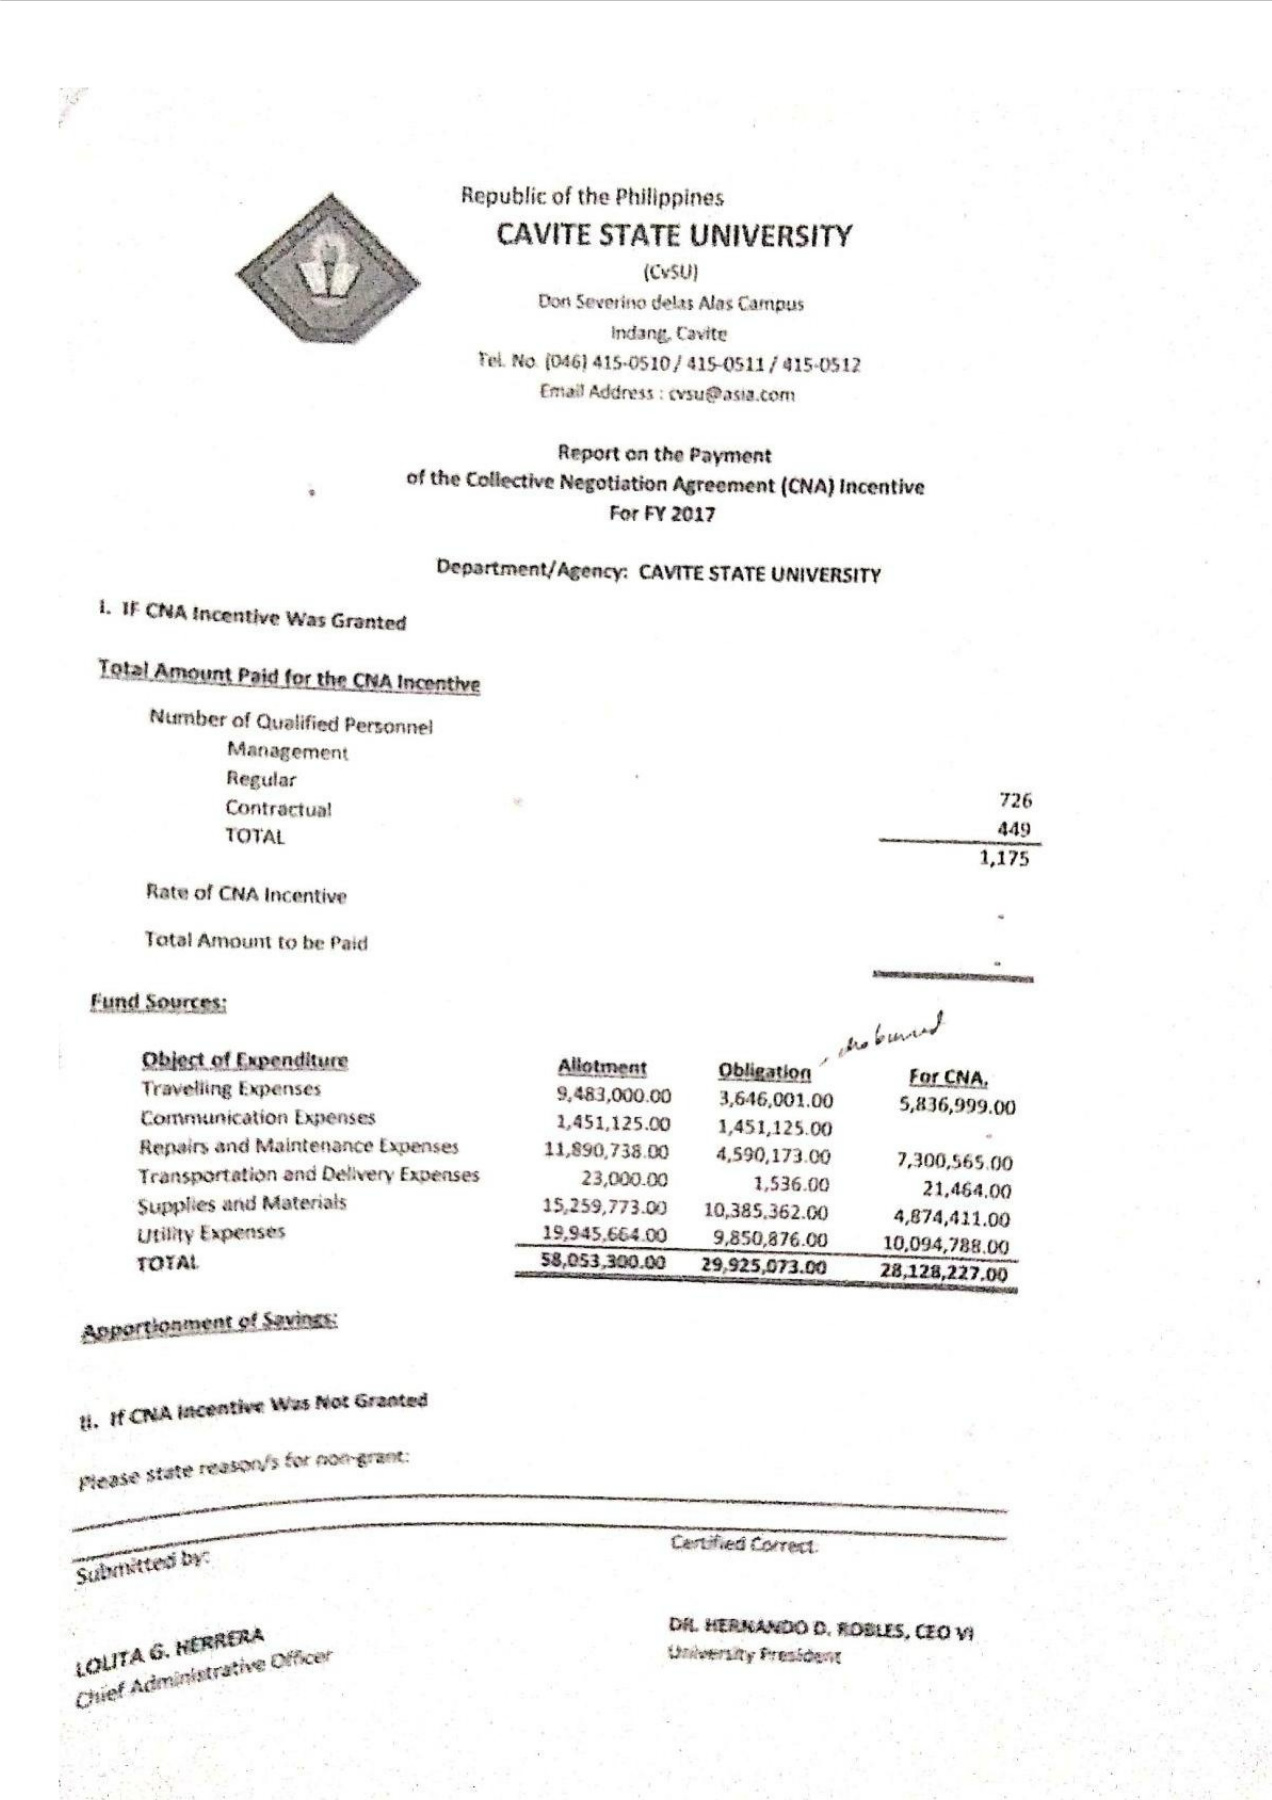 Republic of the Philippines
CAVITE STATE UNIVERSITY
(CvSU)
Don Severino delas Alas Campus
Indang, Cavite
Tel. No. (046) 415-0510 / 415-0511 / 415-0512
Email Address : cvsu@asia.com
Report on the Payment
of the Collective Negotiation Agreement (CNA) Incentive
For FY 2017
Department/Agency: CAVITE STATE UNIVERSITY
I. IF CNA Incentive Was Granted
Total Amount Paid for the CNA Incentive
Number of Qualified Personnel
Management
Regular 726
Contractual 449
TOTAL 1,175
Rate of CNA Incentive -
Total Amount to be Paid -
Fund Sources:
Object of Expenditure Allotment Obligation For CNA.
Travelling Expenses 9,483,000.00 3,646,001.00 5,836,999.00
Communication Expenses 1,451,125.00 1,451,125.00 -
Repairs and Maintenance Expenses 11,890,738.00 4,590,173.00 7,300,565.00
Transportation and Delivery Expenses 23,000.00 1,536.00 21,464.00
Supplies and Materials 15,259,773.00 10,385,362.00 4,874,411.00
Utility Expenses 19,945,664.00 9,850,876.00 10,094,788.00
TOTAL 58,053,300.00 29,925,073.00 28,128,227.00
Apportionment of Savings:
II. If CNA Incentive Was Not Granted
Please state reason/s for non-grant:
Submitted by: Certified Correct:
LOLITA G. HERRERA DR. HERNANDO D. ROBLES, CEO VI
Chief Administrative Officer University President